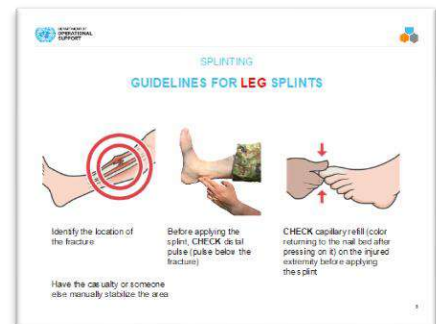 DEPARTMENT OF
OPERATIONAL
SUPPORT
SPLINTING
GUIDELINES FOR LEG SPLINTS
Identify the location of
the fracture
Have the casualty or someone
else manually stabilize the area
Before applying the
splint, CHECK distal
pulse (pulse below the
fracture)
CHECK capillary refill (color
returning to the nail bed after
pressing on it) on the injured
extremity before applying
the splint